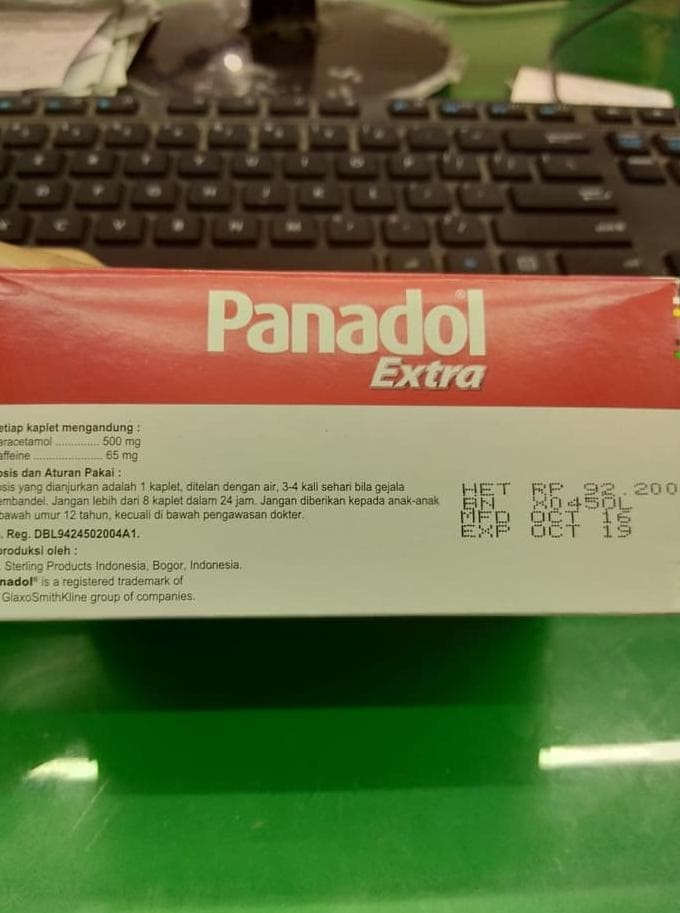 Panadol
Extra
etiap kaplet mengandung :
aracetamol ............. 500 mg
affeine ...................... 65 mg
osis dan Aturan Pakai :
osis yang dianjurkan adalah 1 kaplet, ditelan dengan air, 3-4 kali sehari bila gejala
embandel. Jangan lebih dari 8 kaplet dalam 24 jam. Jangan diberikan kepada anak-anak
bawah umur 12 tahun, kecuali di bawah pengawasan dokter.
. Reg. DBL9424502004A1.
produksi oleh :
. Sterling Products Indonesia, Bogor, Indonesia.
nadol® is a registered trademark of
GlaxoSmithKline group of companies.
HET RP 92.200
BN X0450L
MFD OCT 16
EXP OCT 19